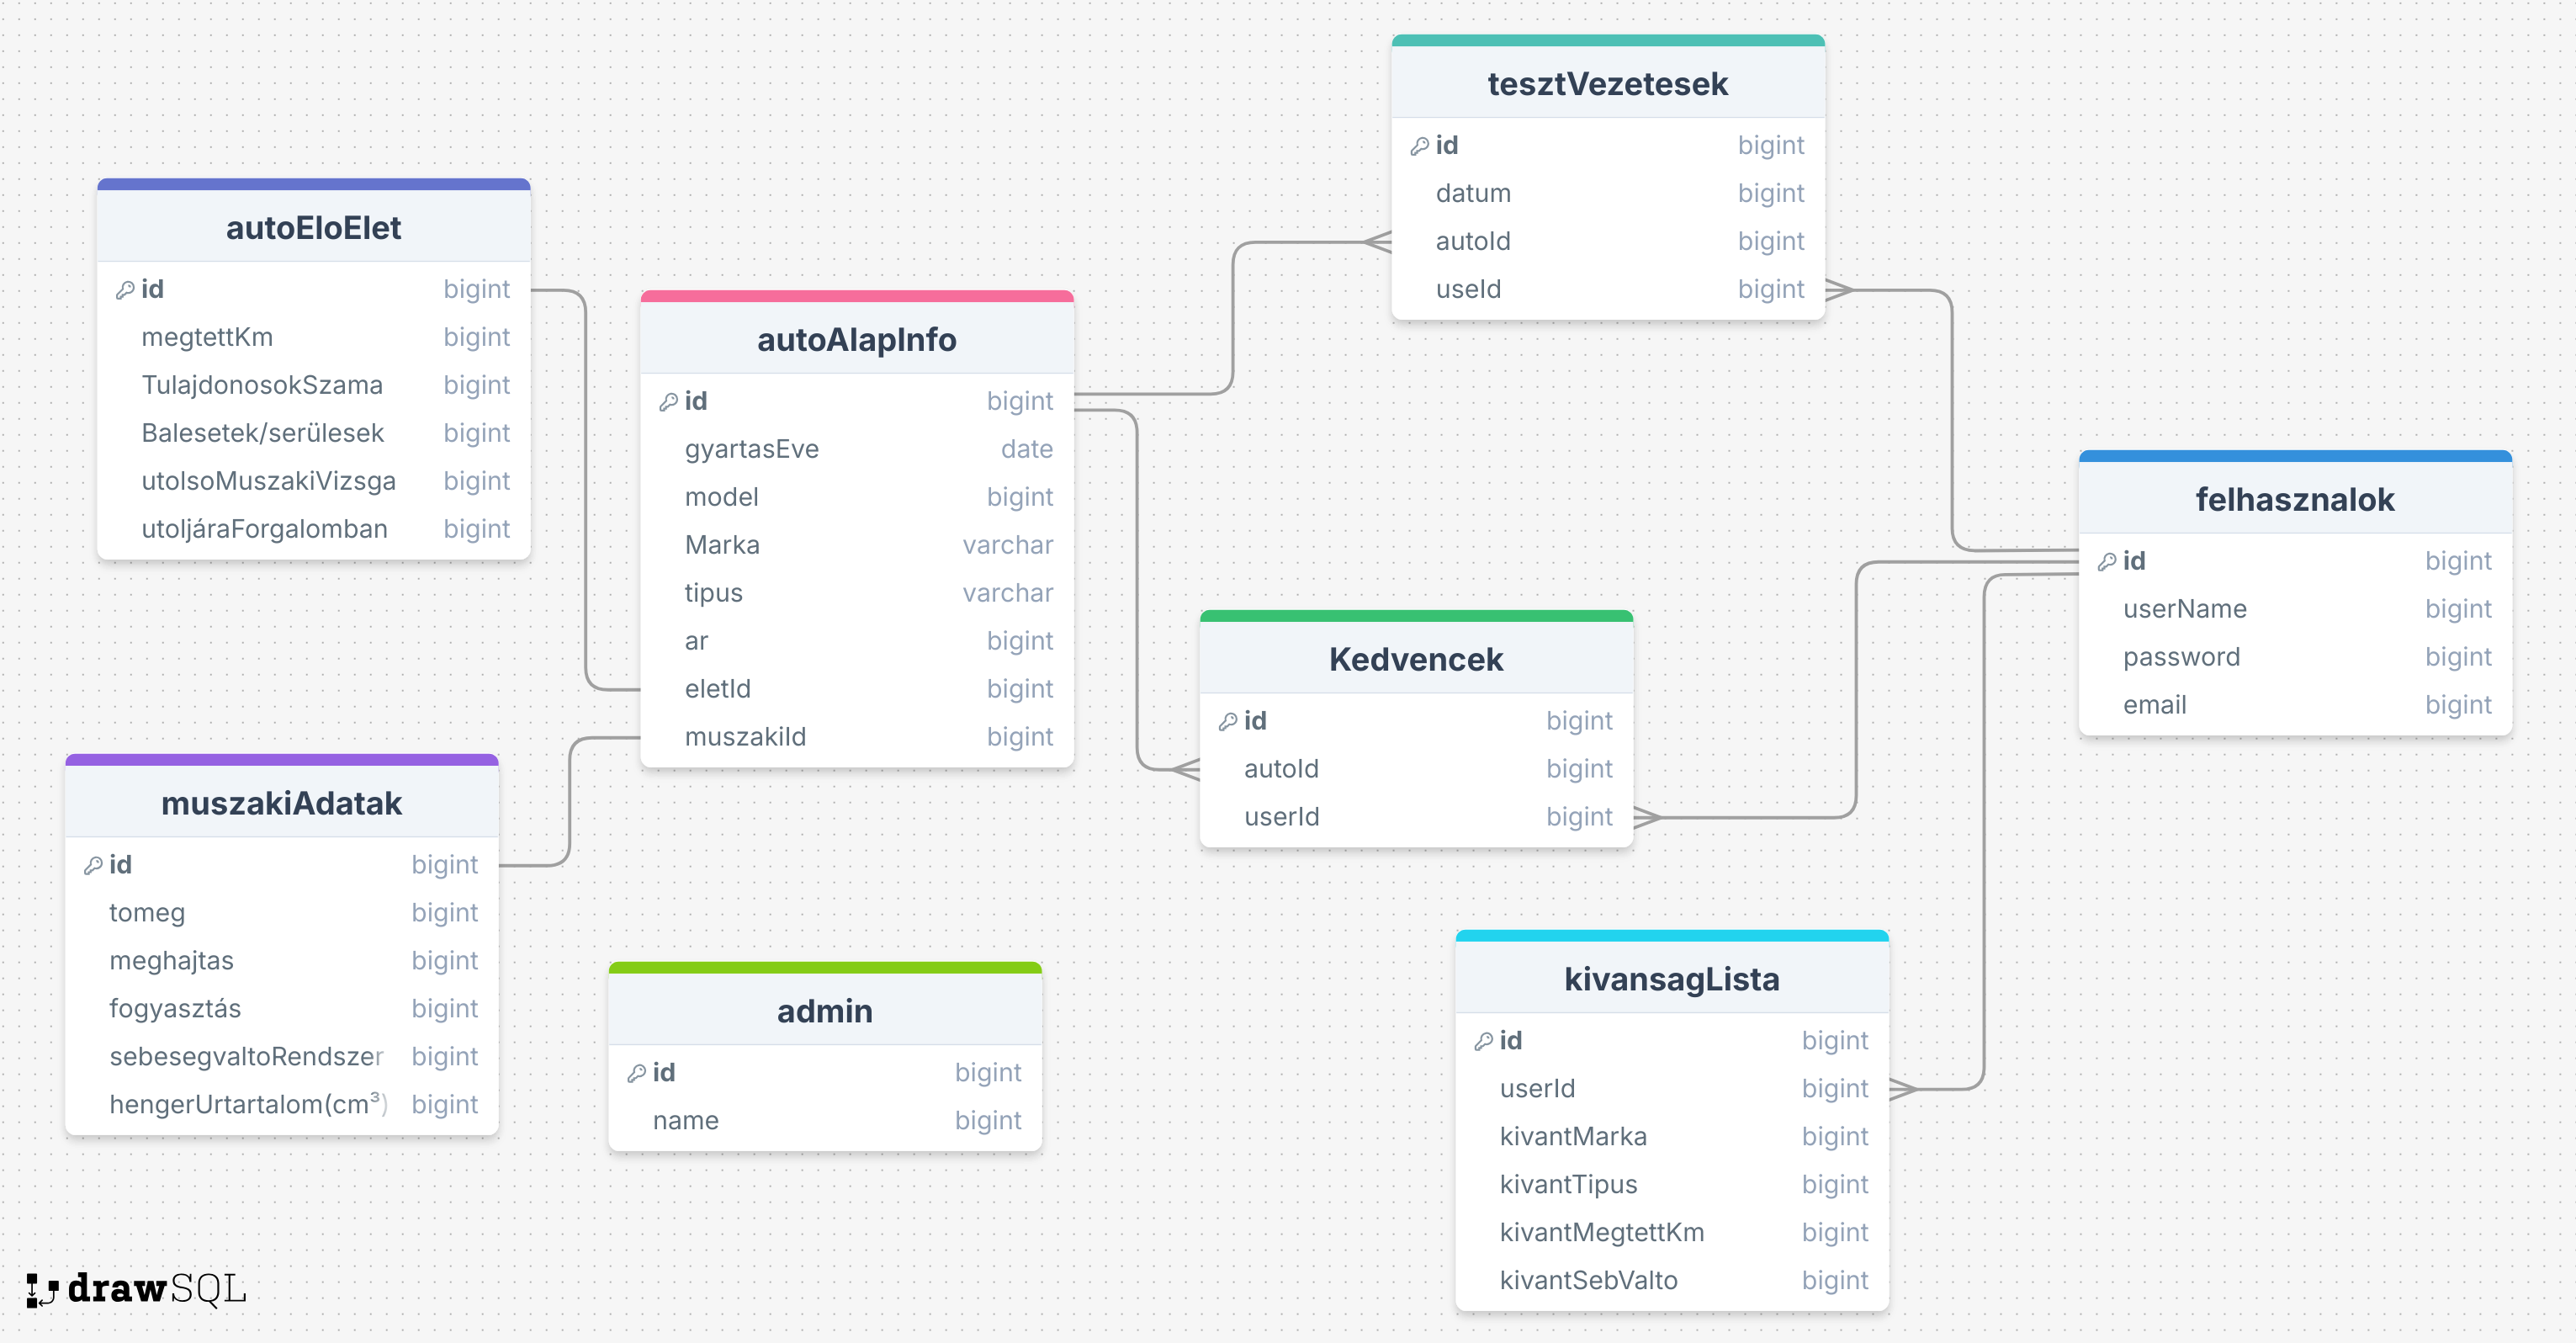 tesztVezetesek
id bigint
datum bigint
autoId bigint
useId bigint
autoEloElet
id bigint
megtettKm bigint
TulajdonosokSzama bigint
Balesetek/serülesek bigint
utolsoMuszakiVizsga bigint
utoljáraForgalomban bigint
autoAlapInfo
id bigint
gyartasEve date
model bigint
Marka varchar
tipus varchar
ar bigint
eletId bigint
muszakiId bigint
felhasznalok
id bigint
userName bigint
password bigint
email bigint
Kedvencek
id bigint
autoId bigint
userId bigint
muszakiAdatak
id bigint
tomeg bigint
meghajtas bigint
fogyasztás bigint
sebesegvaltoRendszer bigint
hengerUrtartalom(cm³) bigint
admin
id bigint
name bigint
kivansagLista
id bigint
userId bigint
kivantMarka bigint
kivantTipus bigint
kivantMegtettKm bigint
kivantSebValto bigint
drawSQL